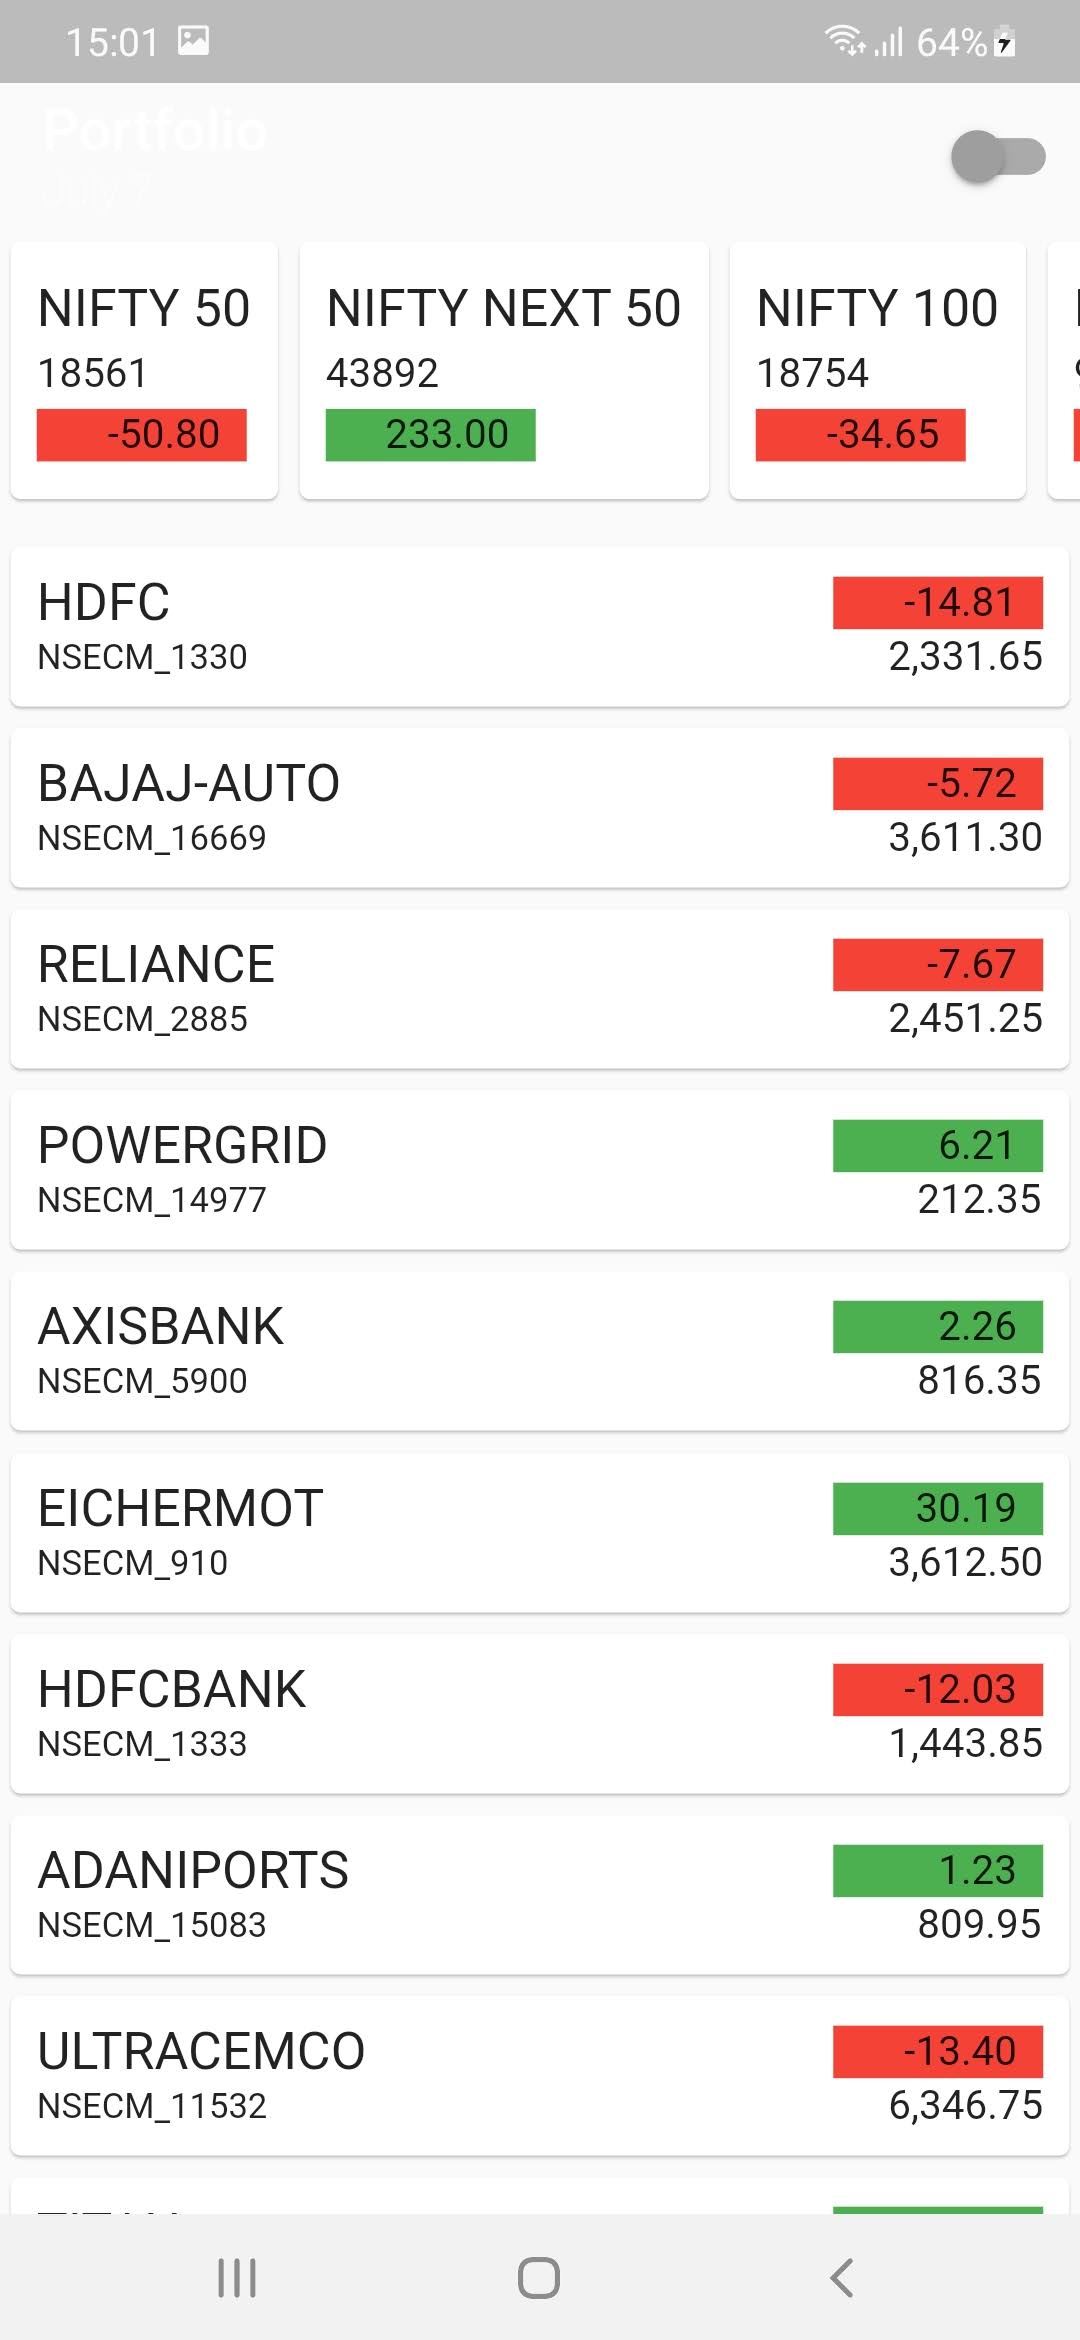 15:01 64%
Portfolio
July 7
NIFTY 50
18561
-50.80
NIFTY NEXT 50
43892
233.00
NIFTY 100
18754
-34.65
HDFC
-14.81
NSECM_1330
2,331.65
BAJAJ-AUTO
-5.72
NSECM_16669
3,611.30
RELIANCE
-7.67
NSECM_2885
2,451.25
POWERGRID
6.21
NSECM_14977
212.35
AXISBANK
2.26
NSECM_5900
816.35
EICHERMOT
30.19
NSECM_910
3,612.50
HDFCBANK
-12.03
NSECM_1333
1,443.85
ADANIPORTS
1.23
NSECM_15083
809.95
ULTRACEMCO
-13.40
NSECM_11532
6,346.75